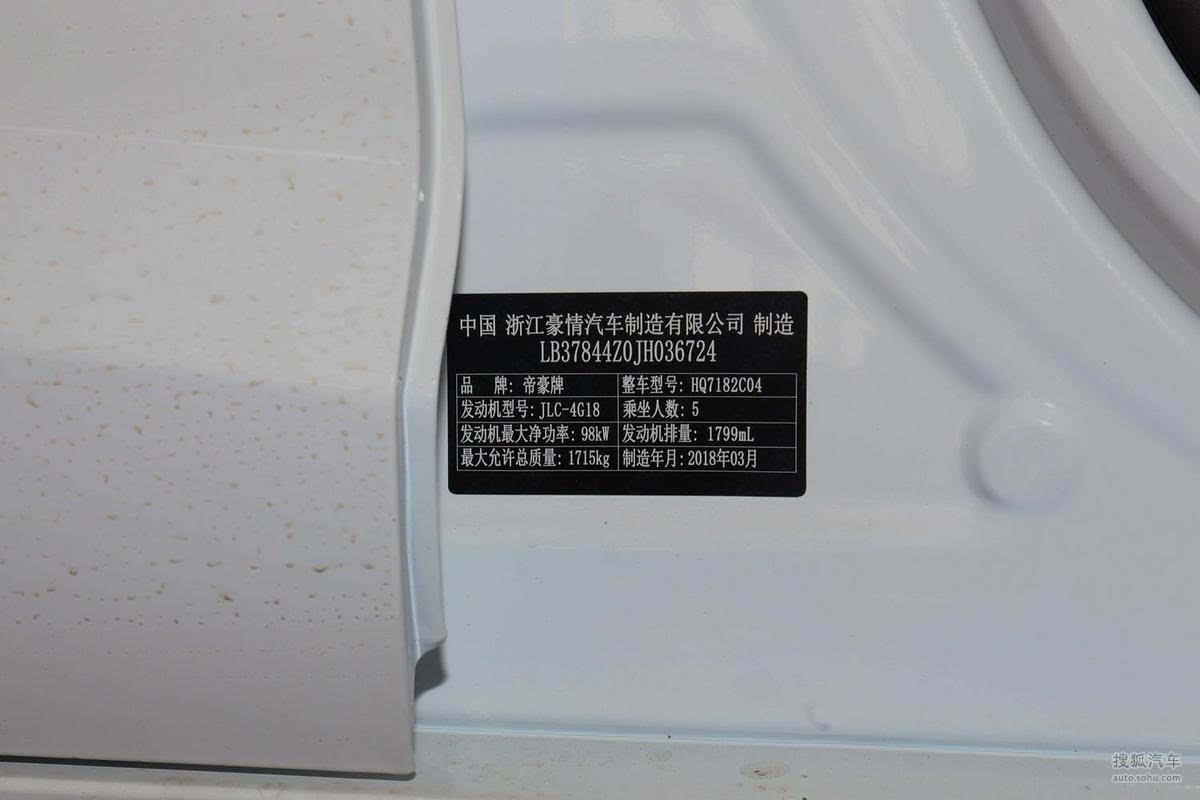 中国 浙江豪情汽车制造有限公司 制造
LB37844Z0JH036724
品 牌: 帝豪牌 整车型号: HQ7182C04
发动机型号: JLC-4G18 乘坐人数: 5
发动机最大净功率: 98kW 发动机排量: 1799mL
最大允许总质量: 1715kg 制造年月: 2018年03月
搜狐汽车
auto.sohu.com